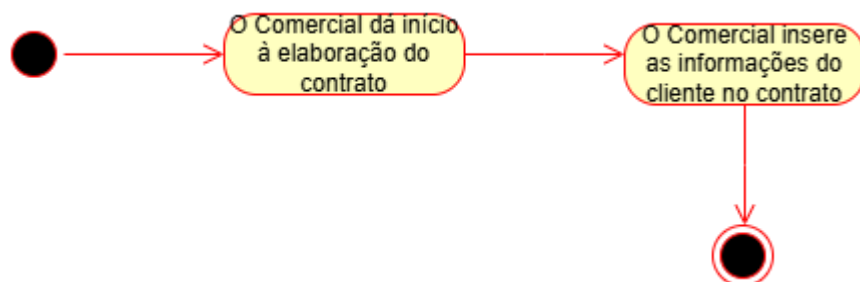 O Comercial dá início
à elaboração do
contrato
O Comercial insere
as informações do
cliente no contrato